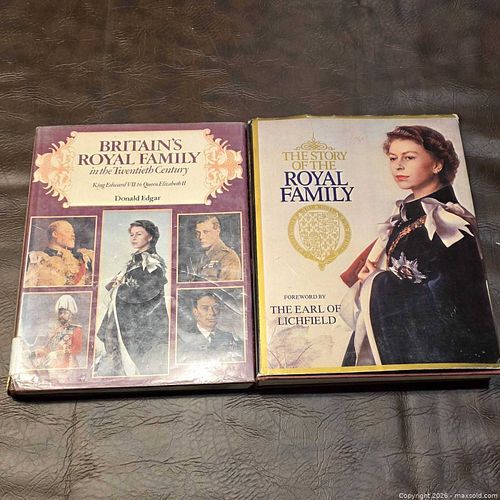 BRITAIN'S
ROYAL FAMILY
in the Twentieth Century
King Edward VII to Queen Elizabeth II
Donald Edgar
THE STORY
OF THE
ROYAL
FAMILY
FOREWORD BY
THE EARL OF
LICHFIELD
Copyright 2026 - maxsold.com